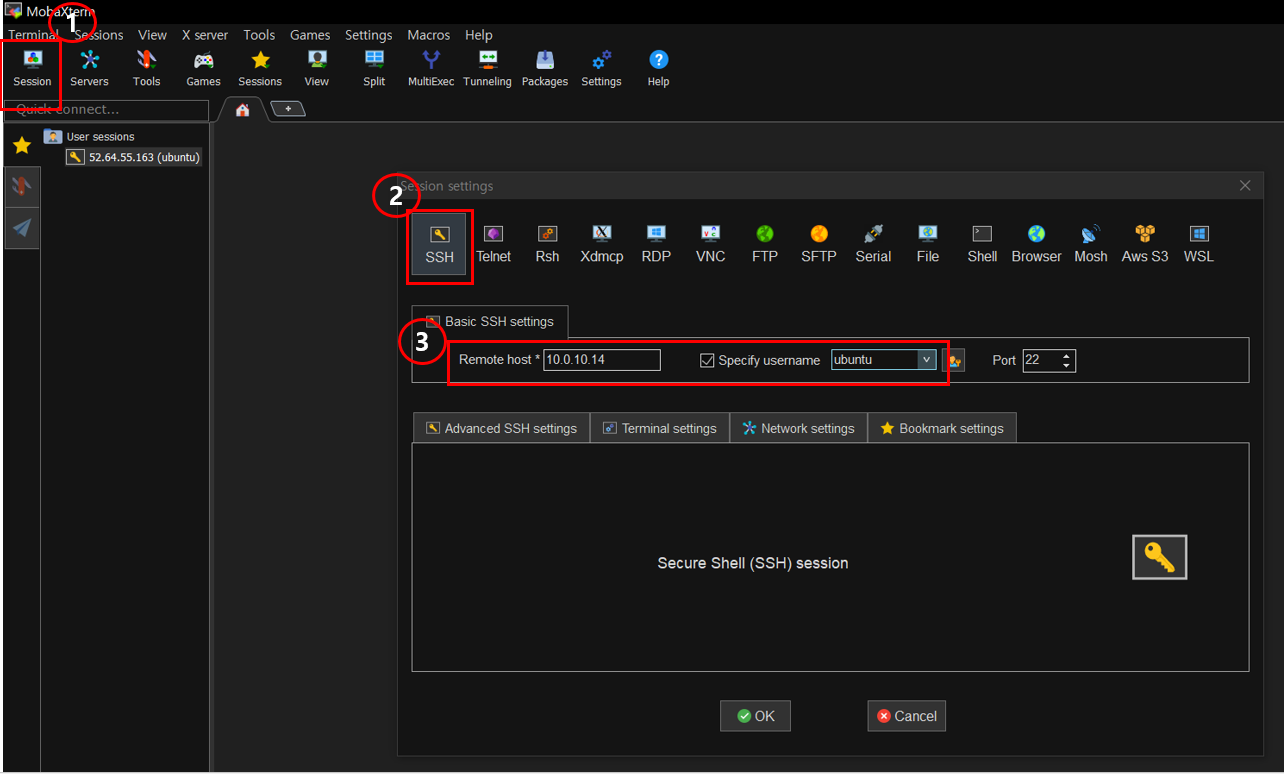 MobaXterm
1
Terminal Sessions View X server Tools Games Settings Macros Help
Session Servers Tools Games Sessions View Split MultiExec Tunneling Packages Settings Help
Quick connect...
User sessions
52.64.55.163 (ubuntu)
2
Session settings
SSH Telnet Rsh Xdmcp RDP VNC FTP SFTP Serial File Shell Browser Mosh Aws S3 WSL
Basic SSH settings
3
Remote host * 10.0.10.14 Specify username ubuntu Port 22
Advanced SSH settings Terminal settings Network settings Bookmark settings
Secure Shell (SSH) session
OK Cancel